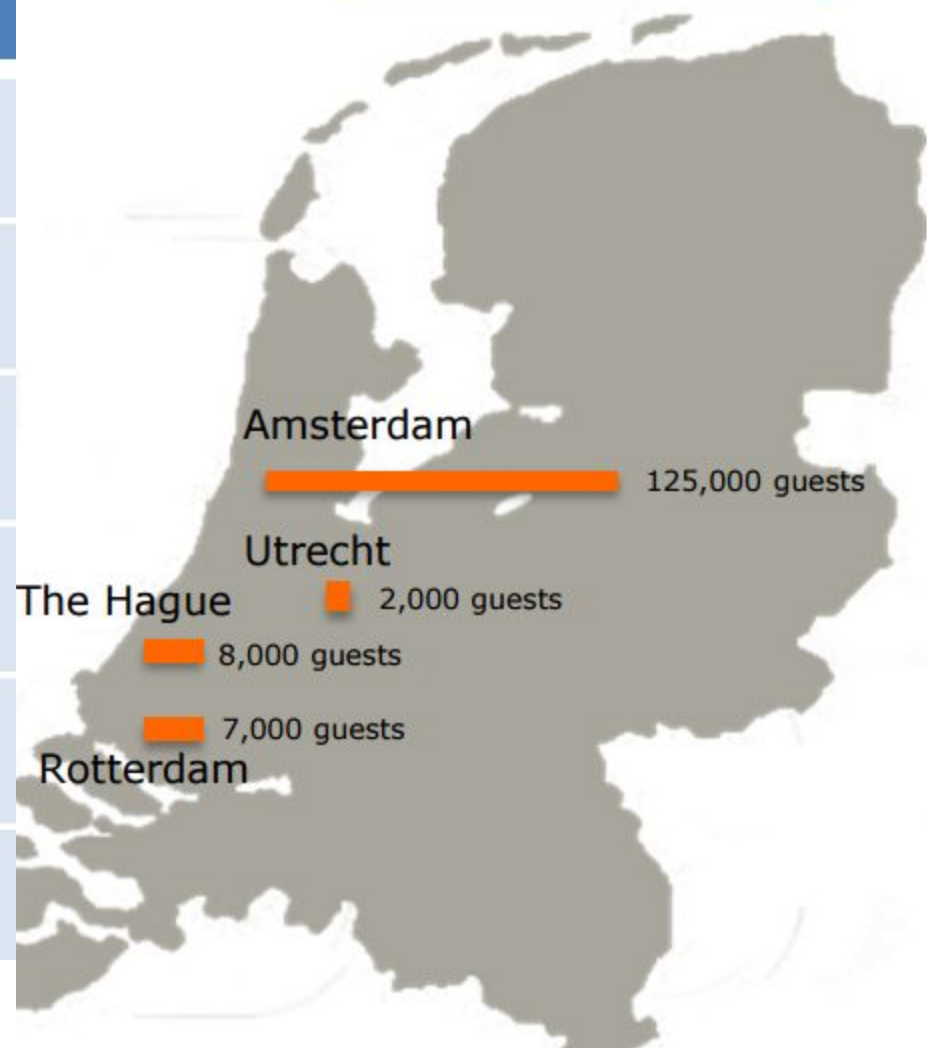 Amsterdam
125,000 guests
Utrecht
2,000 guests
The Hague
8,000 guests
7,000 guests
Rotterdam